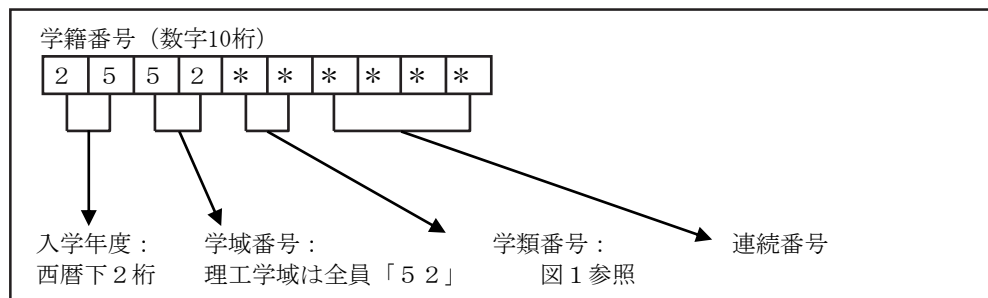 学籍番号（数字10桁）
２ ５ ５ ２ ＊ ＊ ＊ ＊ ＊ ＊
入学年度： 学域番号： 学類番号： 連続番号
西暦下２桁 理工学域は全員「５２」 図１参照